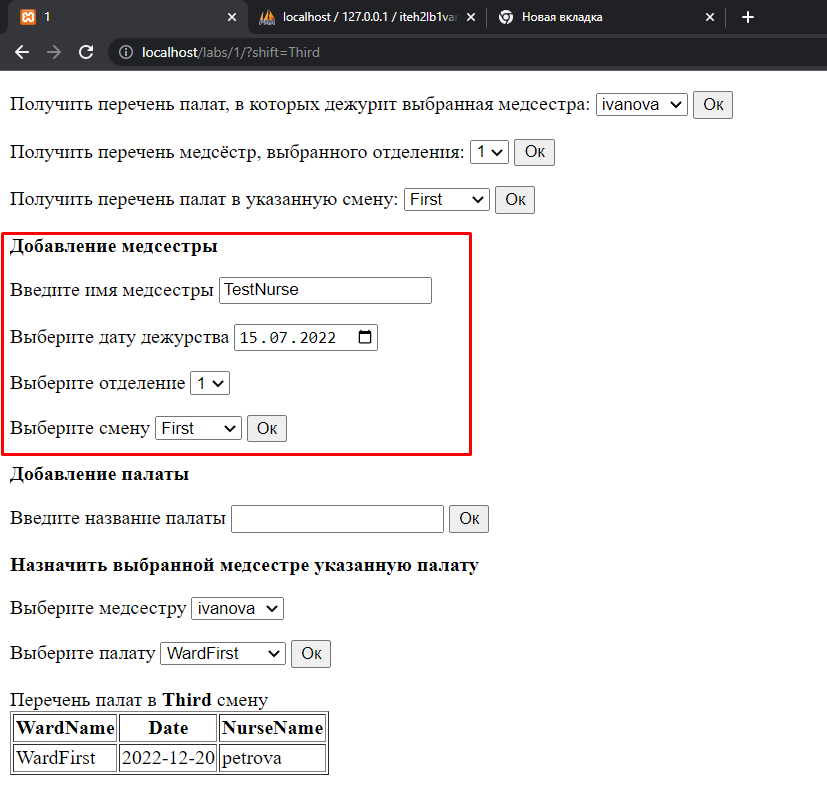 1
localhost / 127.0.0.1 / iteh2lb1var
Новая вкладка
localhost/labs/1/?shift=Third
Получить перечень палат, в которых дежурит выбранная медсестра: ivanova Ок
Получить перечень медсёстр, выбранного отделения: 1 Ок
Получить перечень палат в указанную смену: First Ок
Добавление медсестры
Введите имя медсестры TestNurse
Выберите дату дежурства 15.07.2022
Выберите отделение 1
Выберите смену First Ок
Добавление палаты
Введите название палаты Ок
Назначить выбранной медсестре указанную палату
Выберите медсестру ivanova
Выберите палату WardFirst Ок
Перечень палат в Third смену
WardName Date NurseName
WardFirst 2022-12-20 petrova